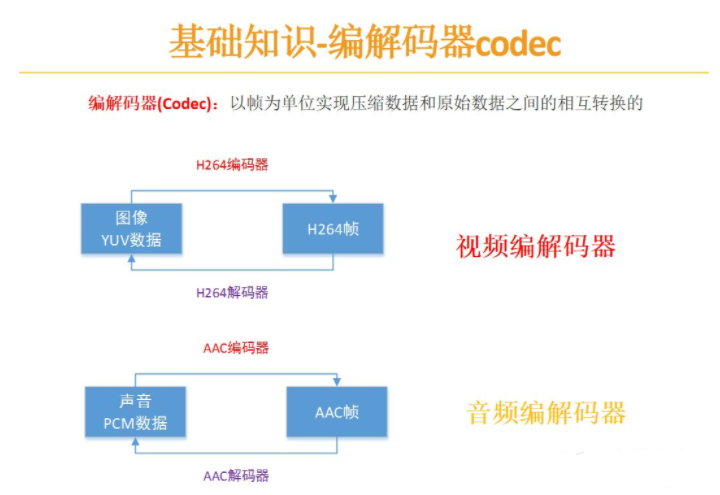 基础知识-编解码器codec
编解码器(Codec)：以帧为单位实现压缩数据和原始数据之间的相互转换的
H264编码器
图像
YUV数据
H264帧
视频编解码器
H264解码器
AAC编码器
声音
PCM数据
AAC帧
音频编解码器
AAC解码器